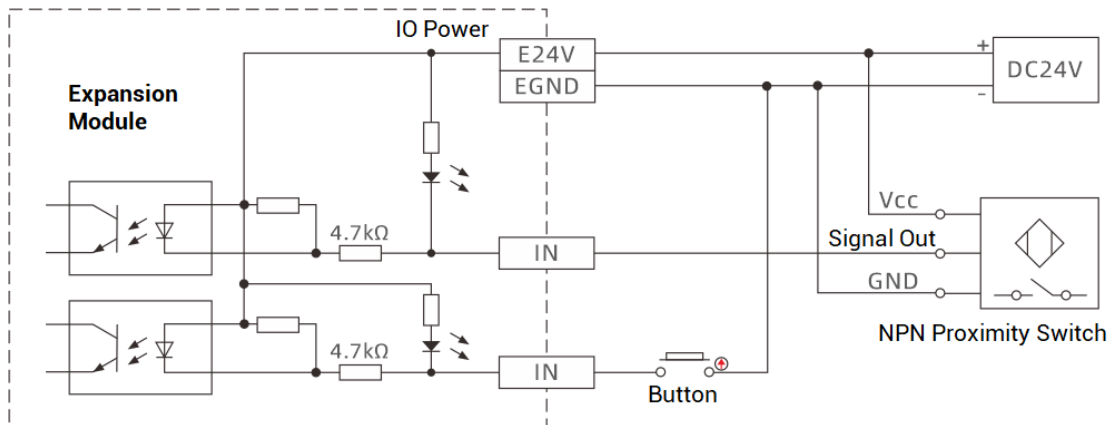 IO Power
E24V
EGND
+
-
DC24V
Expansion
Module
Vcc
4.7kΩ
IN
Signal Out
GND
NPN Proximity Switch
4.7kΩ
IN
Button